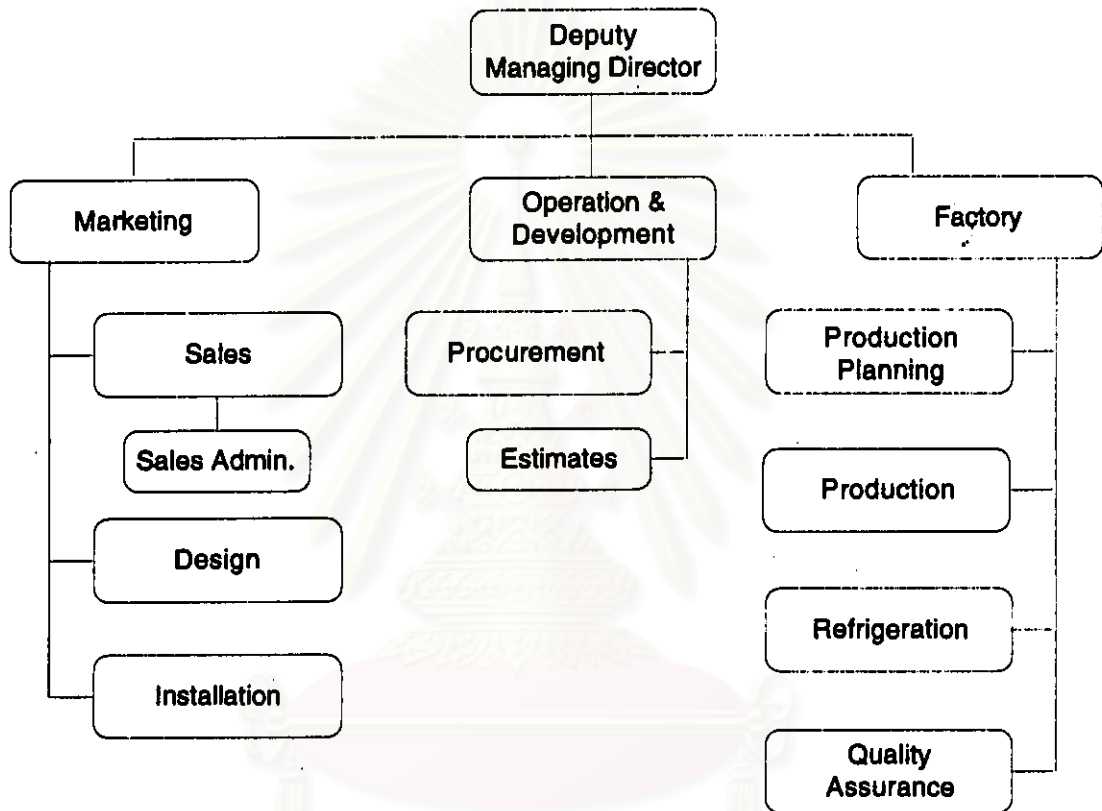 Deputy
Managing Director
Marketing
Operation &
Development
Factory
Sales
Sales Admin.
Design
Installation
Procurement
Estimates
Production
Planning
Production
Refrigeration
Quality
Assurance